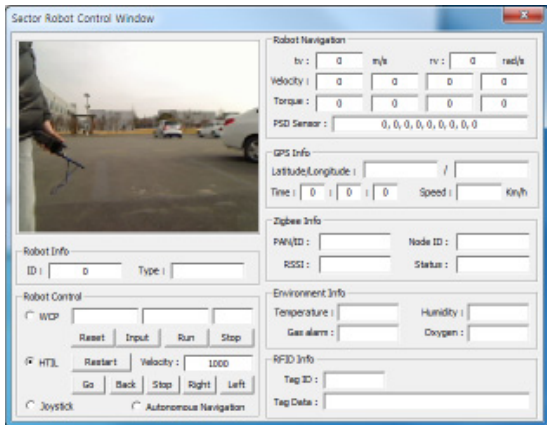 Sector Robot Control Window
Robot Info
ID : 0 Type :
Robot Control
WCP
Reset Input Run Stop
HTIL Restart Velocity : 1000
Go Back Stop Right Left
Joystick Autonomous Navigation
Robot Navigation
tv : 0 m/s rv : 0 rad/s
Velocity : 0 0 0 0
Torque : 0 0 0 0
PSD Sensor : 0, 0, 0, 0, 0, 0, 0, 0, 0
GPS Info
Latitude/Longitude : /
Time : 0 : 0 : 0 Speed : Km/h
Zigbee Info
PAN/ID : Node ID :
RSSI : Status :
Environment Info
Temperature : Humidity :
Gas alarm : Oxygen :
RFID Info
Tag ID :
Tag Data :